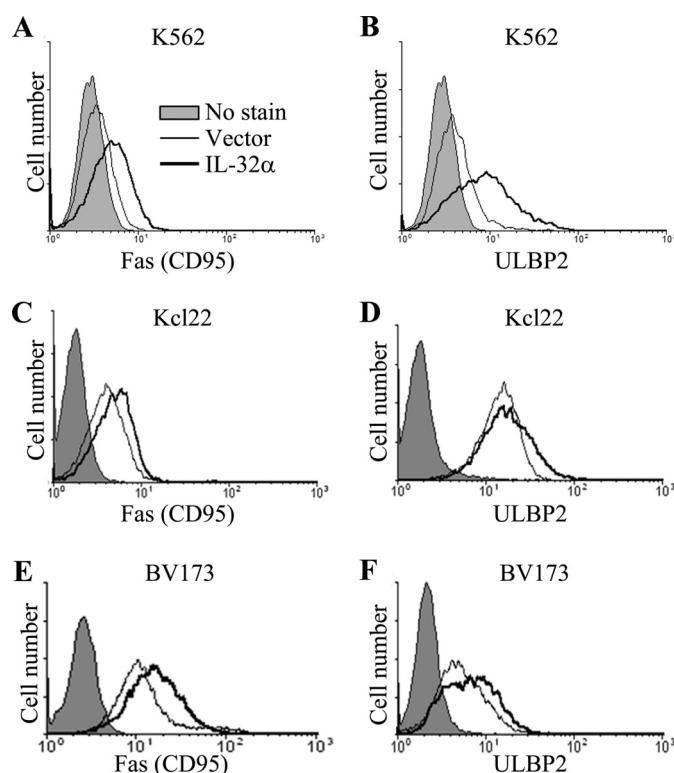 A
K562
Cell number
No stain
Vector
IL-32α
10⁰ 10¹ 10² 10³
Fas (CD95)
B
K562
Cell number
10⁰ 10¹ 10² 10³
ULBP2
C
Kcl22
Cell number
10⁰ 10¹ 10² 10³
Fas (CD95)
D
Kcl22
Cell number
10⁰ 10¹ 10² 10³
ULBP2
E
BV173
Cell number
10⁰ 10¹ 10² 10³
Fas (CD95)
F
BV173
Cell number
10⁰ 10¹ 10² 10³
ULBP2